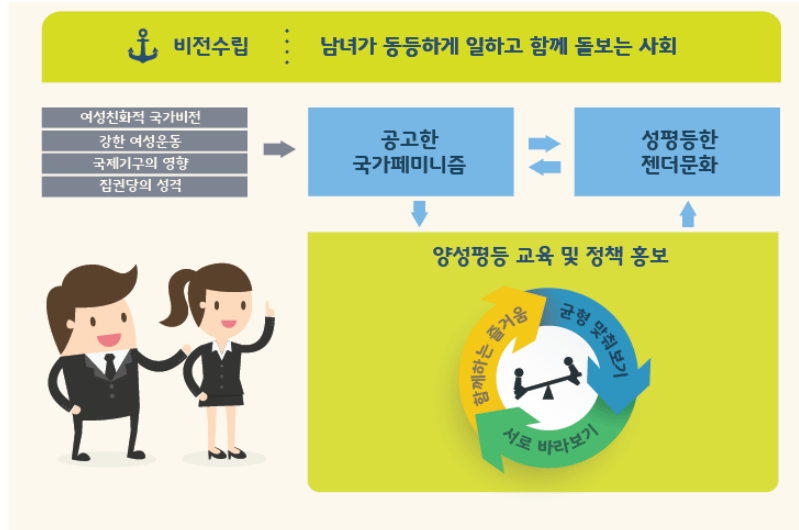 비전수립
남녀가 동등하게 일하고 함께 돌보는 사회
여성친화적 국가비전
강한 여성운동
국제기구의 영향
집권당의 성격
공고한
국가페미니즘
성평등한
젠더문화
양성평등 교육 및 정책 홍보
함께하는 즐거움
균형 맞춰보기
서로 바라보기